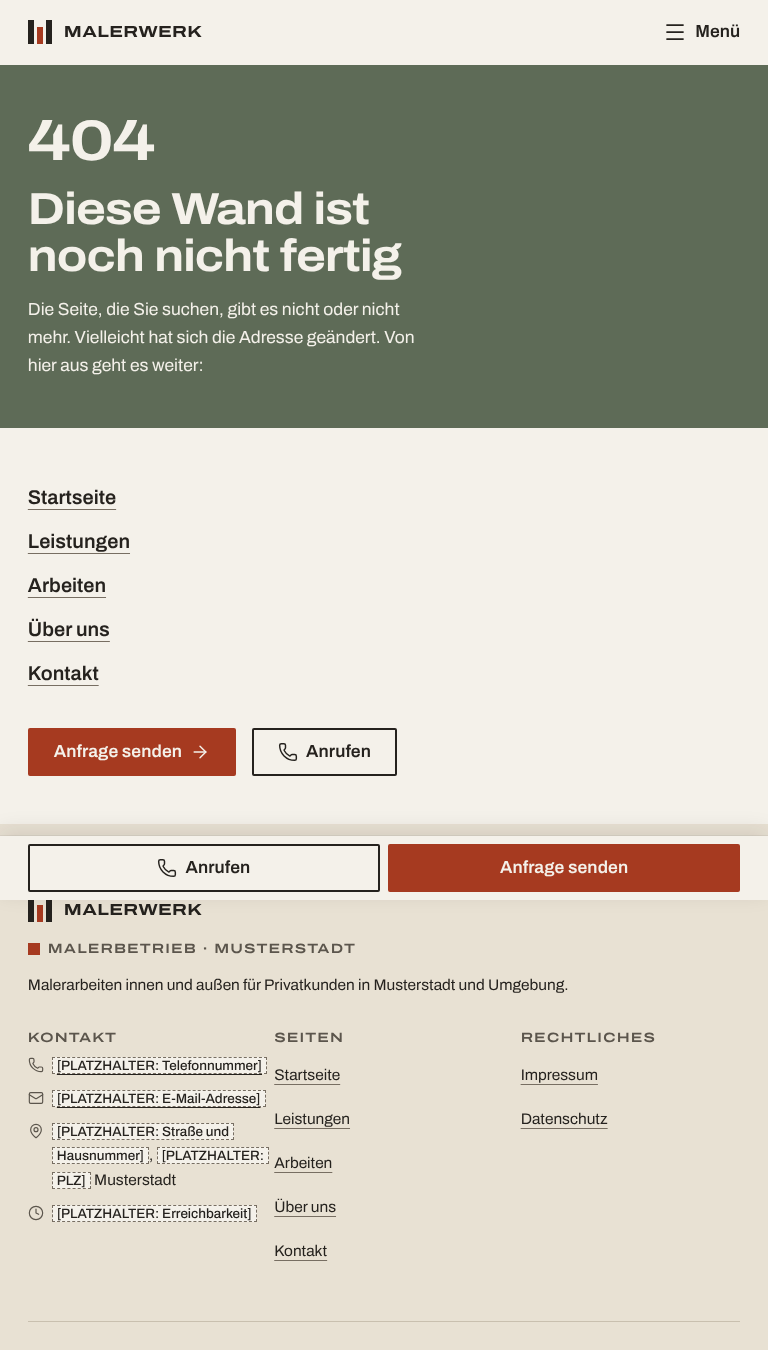 MALERWERK
Menü
404
Diese Wand ist
noch nicht fertig
Die Seite, die Sie suchen, gibt es nicht oder nicht
mehr. Vielleicht hat sich die Adresse geändert. Von
hier aus geht es weiter:
Startseite
Leistungen
Arbeiten
Über uns
Kontakt
Anfrage senden
Anrufen
Anrufen
Anfrage senden
MALERWERK
MALERBETRIEB · MUSTERSTADT
Malerarbeiten innen und außen für Privatkunden in Musterstadt und Umgebung.
KONTAKT
[PLATZHALTER: Telefonnummer]
[PLATZHALTER: E-Mail-Adresse]
[PLATZHALTER: Straße und
Hausnummer], [PLATZHALTER:
PLZ] Musterstadt
[PLATZHALTER: Erreichbarkeit]
SEITEN
Startseite
Leistungen
Arbeiten
Über uns
Kontakt
RECHTLICHES
Impressum
Datenschutz